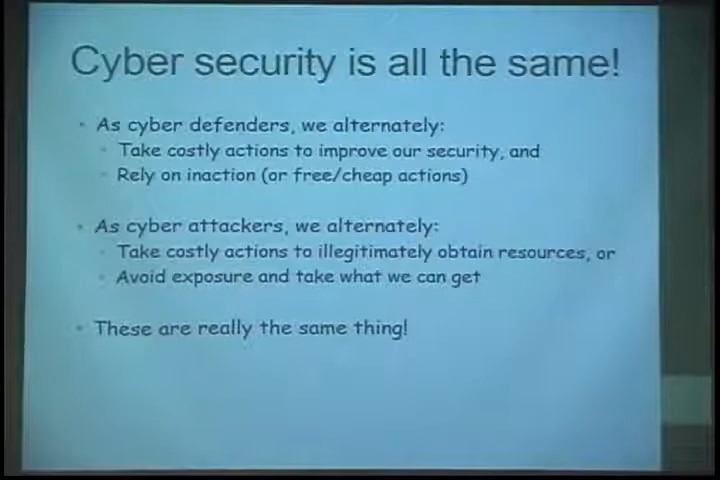 Cyber security is all the same!
• As cyber defenders, we alternately:
• Take costly actions to improve our security, and
• Rely on inaction (or free/cheap actions)
• As cyber attackers, we alternately:
• Take costly actions to illegitimately obtain resources, or
• Avoid exposure and take what we can get
• These are really the same thing!